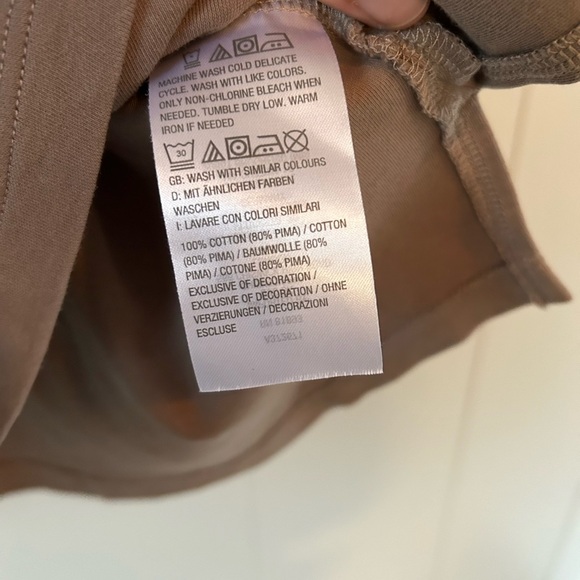 MACHINE WASH COLD DELICATE
CYCLE. WASH WITH LIKE COLORS.
ONLY NON-CHLORINE BLEACH WHEN
NEEDED. TUMBLE DRY LOW. WARM
IRON IF NEEDED
30
GB: WASH WITH SIMILAR COLOURS
D: MIT ÄHNLICHEN FARBEN
WASCHEN
I: LAVARE CON COLORI SIMILARI
100% COTTON (80% PIMA) / COTTON
(80% PIMA) / BAUMWOLLE (80%
PIMA) / COTONE (80% PIMA)
EXCLUSIVE OF DECORATION /
EXCLUSIVE OF DECORATION / OHNE
VERZIERUNGEN / DECORAZIONI
ESCLUSE